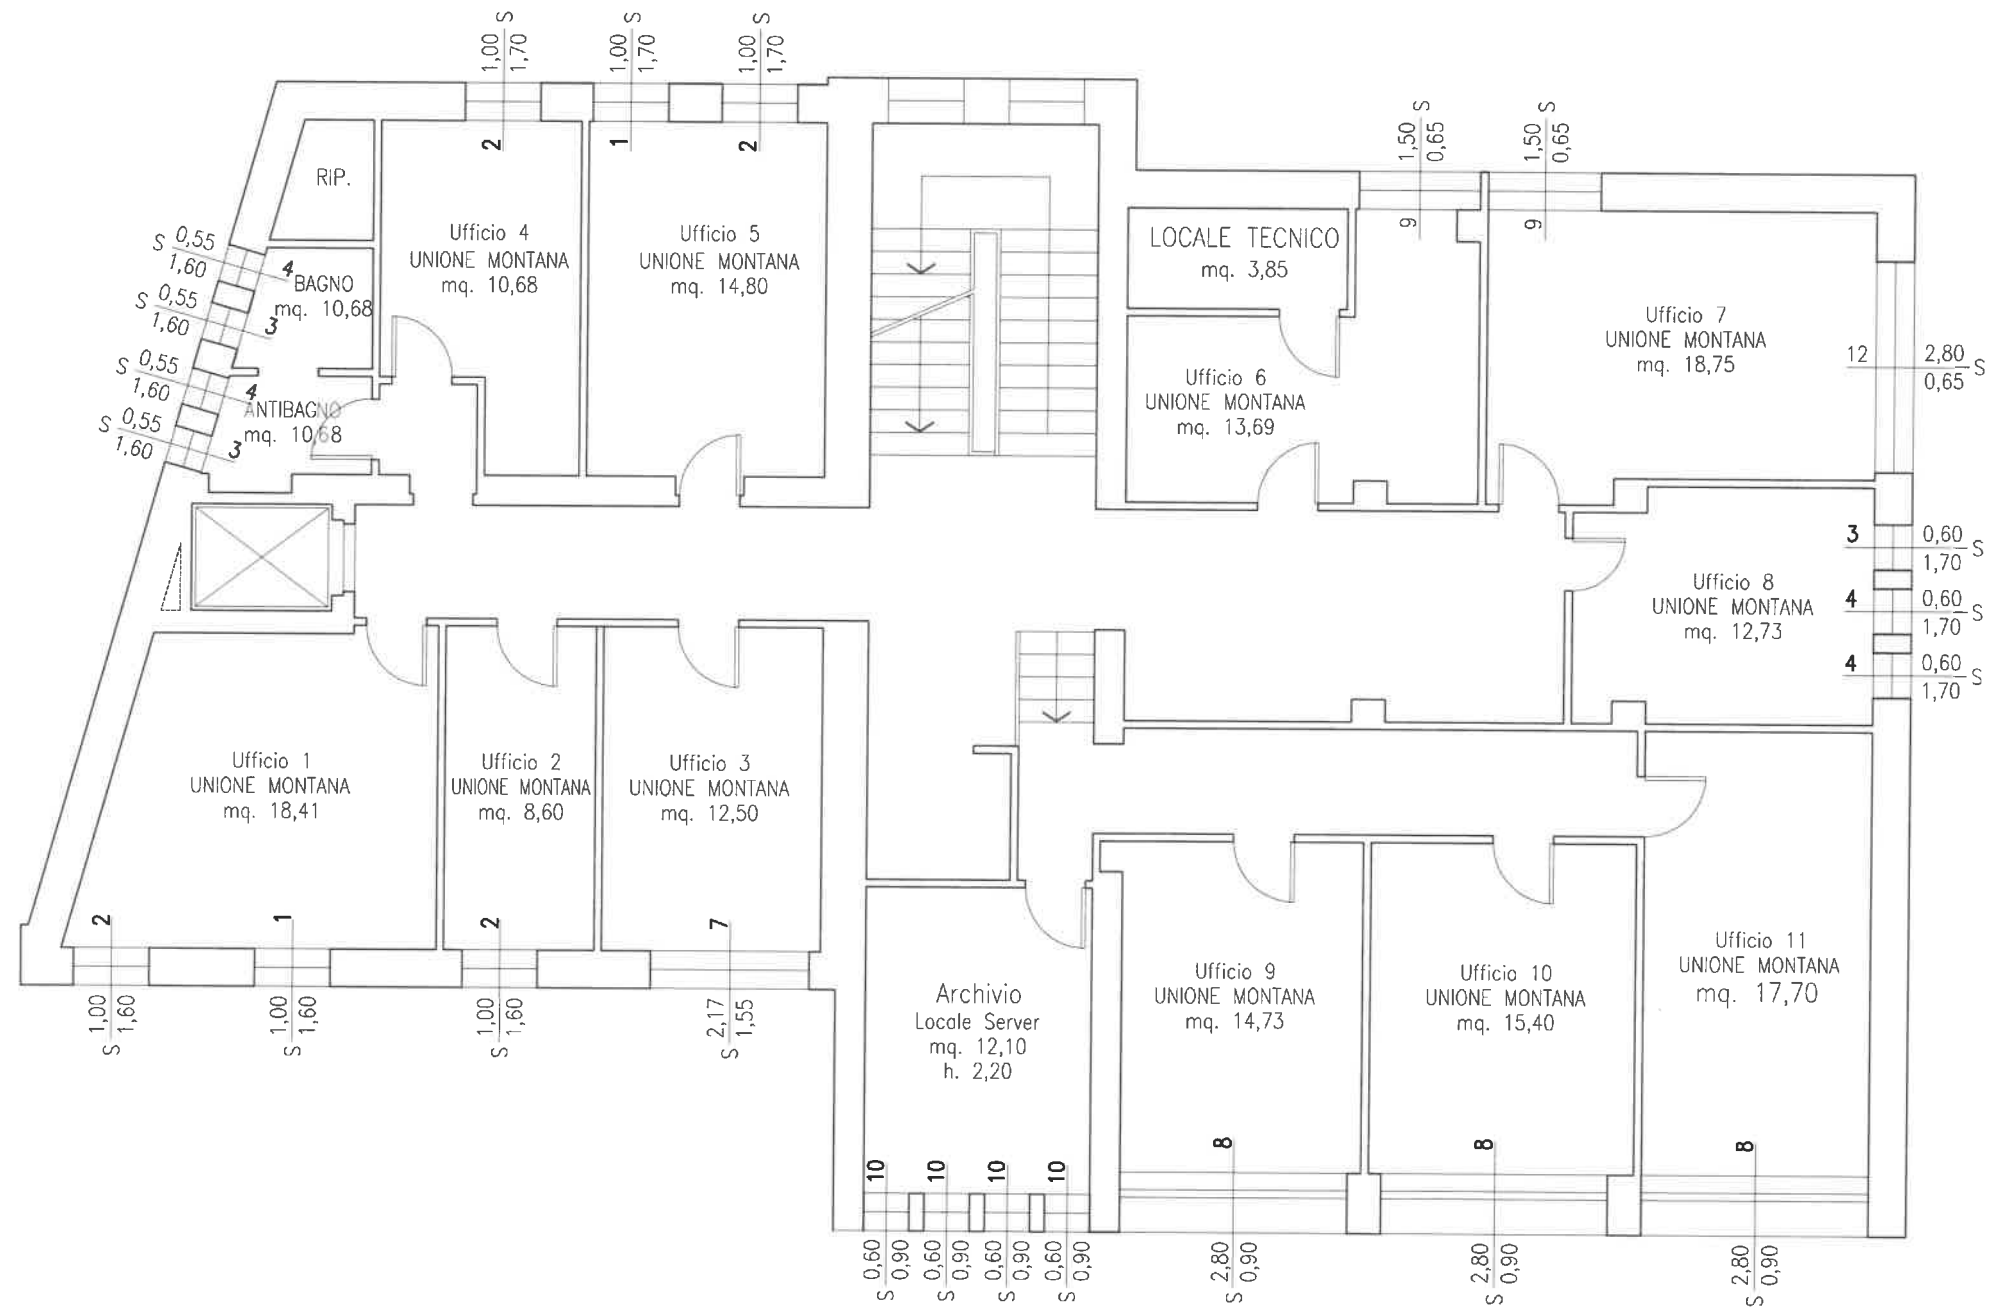 1,00 S
1,70
1,00 S
1,70
1,00 S
1,70
2
1
2
1,50 S
0,65
1,50 S
0,65
9
9
RIP.
Ufficio 4
UNIONE MONTANA
mq. 10,68
Ufficio 5
UNIONE MONTANA
mq. 14,80
LOCALE TECNICO
mq. 3,85
S 0,55
1,60
4
S 0,55
1,60
3
S 0,55
1,60
4
S 0,55
1,60
3
BAGNO
mq. 10,68
ANTIBAGNO
mq. 10,68
Ufficio 6
UNIONE MONTANA
mq. 13,69
Ufficio 7
UNIONE MONTANA
mq. 18,75
12
2,80
0,65 S
Ufficio 8
UNIONE MONTANA
mq. 12,73
3
0,60
1,70 S
4
0,60
1,70 S
4
0,60
1,70 S
Ufficio 1
UNIONE MONTANA
mq. 18,41
Ufficio 2
UNIONE MONTANA
mq. 8,60
Ufficio 3
UNIONE MONTANA
mq. 12,50
2
1
2
7
S 1,00
1,60
S 1,00
1,60
S 1,00
1,60
S 2,17
1,55
Archivio
Locale Server
mq. 12,10
h. 2,20
Ufficio 9
UNIONE MONTANA
mq. 14,73
Ufficio 10
UNIONE MONTANA
mq. 15,40
Ufficio 11
UNIONE MONTANA
mq. 17,70
10
10
10
10
8
8
8
S 0,60
0,90
S 0,60
0,90
S 0,60
0,90
S 0,60
0,90
S 2,80
0,90
S 2,80
0,90
S 2,80
0,90